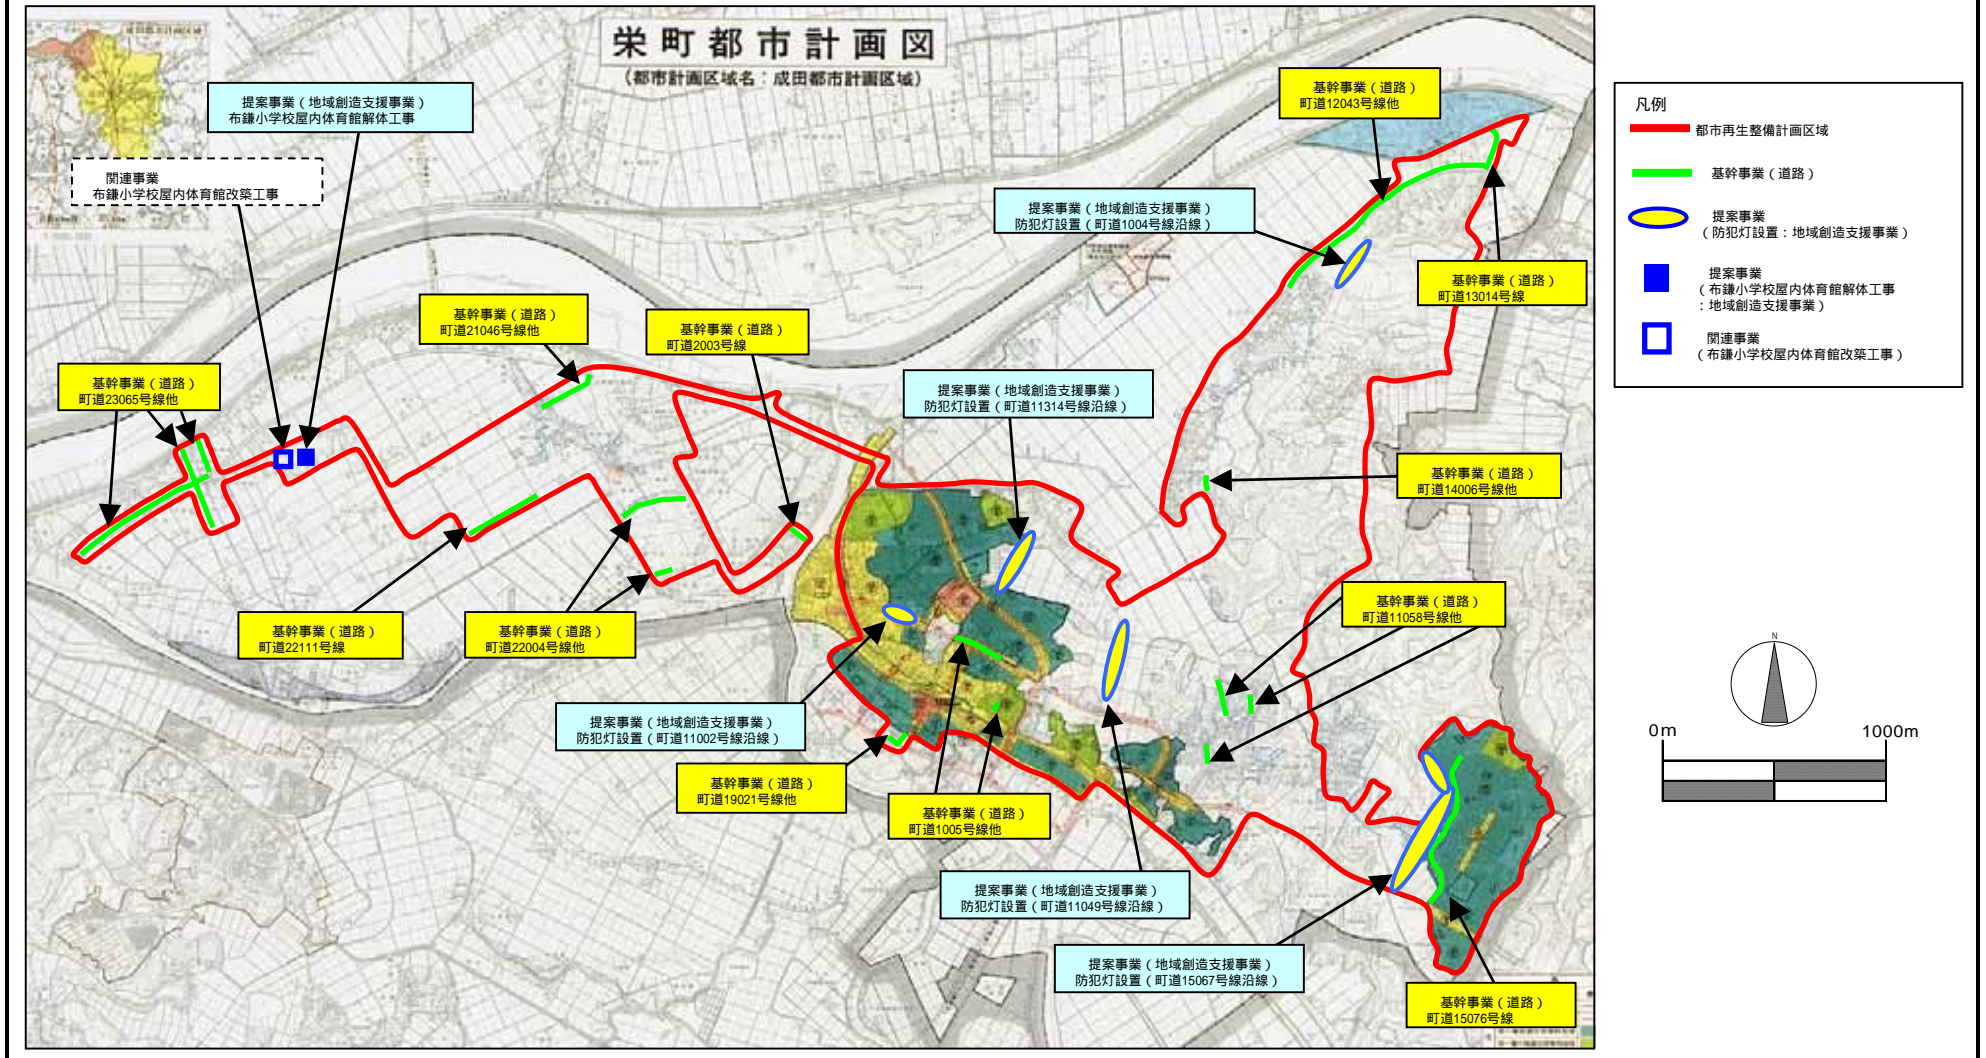 栄町都市計画図
(都市計画区域名：成田都市計画区域)
提案事業（地域創造支援事業）
布鎌小学校屋内体育館解体工事
関連事業
布鎌小学校屋内体育館改築工事
基幹事業（道路）
町道12043号線他
提案事業（地域創造支援事業）
防犯灯設置（町道1004号線沿線）
基幹事業（道路）
町道13014号線
基幹事業（道路）
町道21046号線他
基幹事業（道路）
町道2003号線
基幹事業（道路）
町道23065号線他
提案事業（地域創造支援事業）
防犯灯設置（町道11314号線沿線）
基幹事業（道路）
町道14006号線他
基幹事業（道路）
町道11058号線他
基幹事業（道路）
町道22111号線
基幹事業（道路）
町道22004号線他
提案事業（地域創造支援事業）
防犯灯設置（町道11002号線沿線）
基幹事業（道路）
町道19021号線他
基幹事業（道路）
町道1005号線他
提案事業（地域創造支援事業）
防犯灯設置（町道11049号線沿線）
提案事業（地域創造支援事業）
防犯灯設置（町道15067号線沿線）
基幹事業（道路）
町道15076号線
凡例
都市再生整備計画区域
基幹事業（道路）
提案事業
（防犯灯設置：地域創造支援事業）
提案事業
（布鎌小学校屋内体育館解体工事
：地域創造支援事業）
関連事業
（布鎌小学校屋内体育館改築工事）
N
0m 1000m